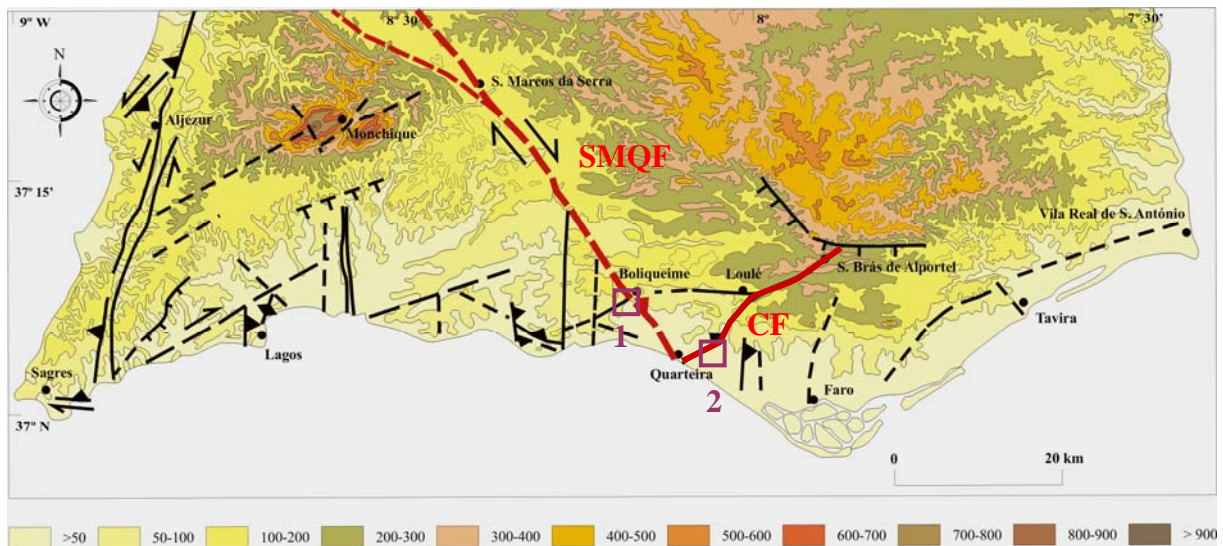 9º W
8º 30'
8º
7º 30'
N
S. Marcos da Serra
Aljezur
Monchique
SMQF
37º 15'
Vila Real de S. António
Boliqueime
Loulé
S. Brás de Alportel
1
CF
Tavira
Lagos
Sagres
Quarteira
2
Faro
37º N
0 20 km
>50 50-100 100-200 200-300 300-400 400-500 500-600 600-700 700-800 800-900 > 900